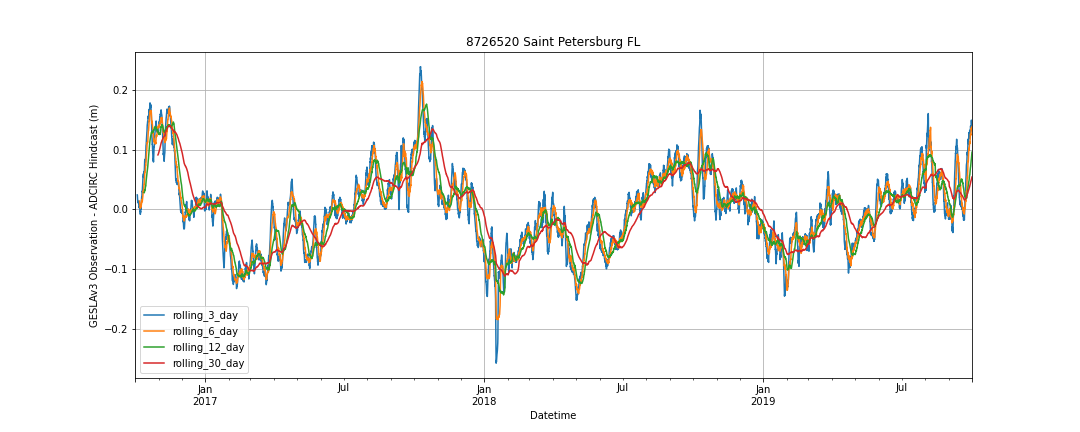 8726520 Saint Petersburg FL
GESLAv3 Observation - ADCIRC Hindcast (m)
0.2
0.1
0.0
−0.1
−0.2
rolling_3_day
rolling_6_day
rolling_12_day
rolling_30_day
Jan Jul Jan Jul Jan Jul
2017 2018 2019
Datetime